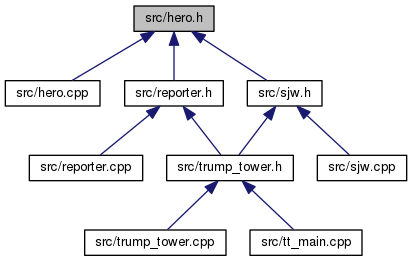 src/hero.h
src/hero.cpp
src/reporter.h
src/sjw.h
src/reporter.cpp
src/trump_tower.h
src/sjw.cpp
src/trump_tower.cpp
src/tt_main.cpp